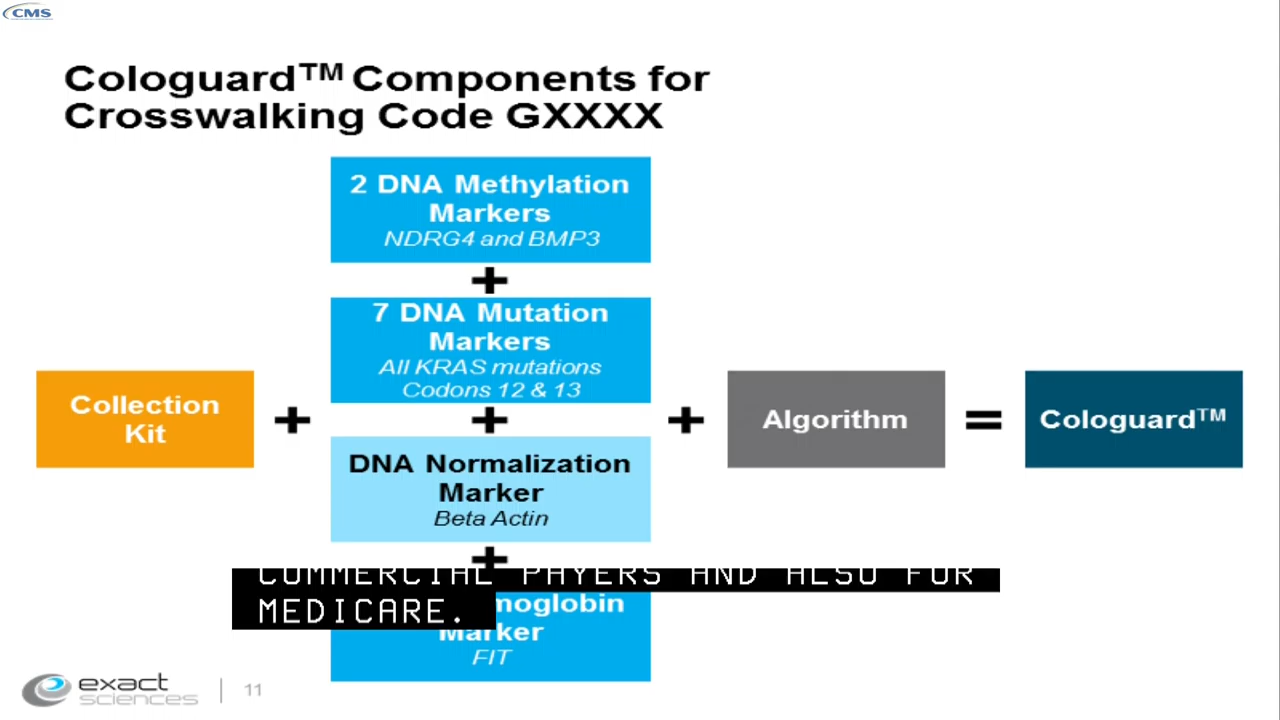 CMS
Cologuard™ Components for
Crosswalking Code GXXXX
2 DNA Methylation
Markers
NDRG4 and BMP3
+
7 DNA Mutation
Markers
All KRAS mutations
Codons 12 & 13
Collection
Kit
+
+
+
Algorithm
=
Cologuard™
DNA Normalization
Marker
Beta Actin
+
COMMERCIAL PAYERS AND ALSO FOR
MEDICARE.
moglobin
Marker
FIT
exact
sciences
11